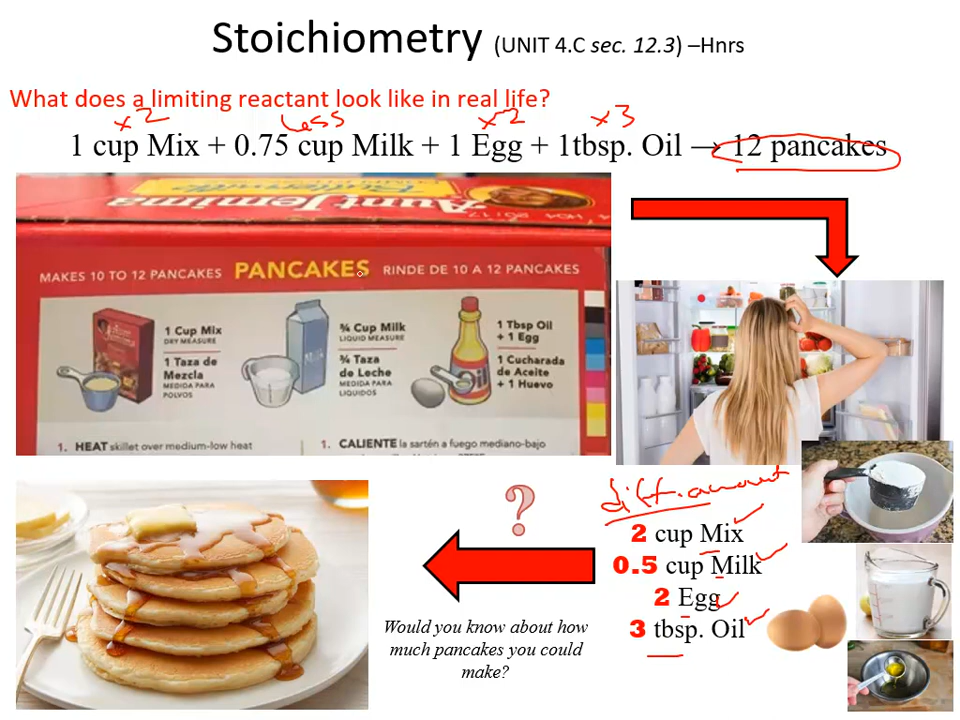 Stoichiometry (UNIT 4.C sec. 12.3) –Hnrs
What does a limiting reactant look like in real life?
x2 less x2 x3
1 cup Mix + 0.75 cup Milk + 1 Egg + 1tbsp. Oil → 12 pancakes
Aunt Jemima
MAKES 10 TO 12 PANCAKES PANCAKES RINDE DE 10 A 12 PANCAKES
1 Cup Mix
DRY MEASURE
1 Taza de
Mezcla
MEDIDA PARA
POLVOS
Milk
¾ Cup Milk
LIQUID MEASURE
¾ Taza
de Leche
MEDIDA PARA
LIQUIDOS
Oil
1 Tbsp Oil
+ 1 Egg
1 Cucharada
de Aceite
+ 1 Huevo
1. HEAT skillet over medium-low heat
1. CALIENTE la sartén a fuego mediano-bajo
diff. amount
2 cup Mix
0.5 cup Milk
2 Egg
3 tbsp. Oil
?
Would you know about how
much pancakes you could
make?